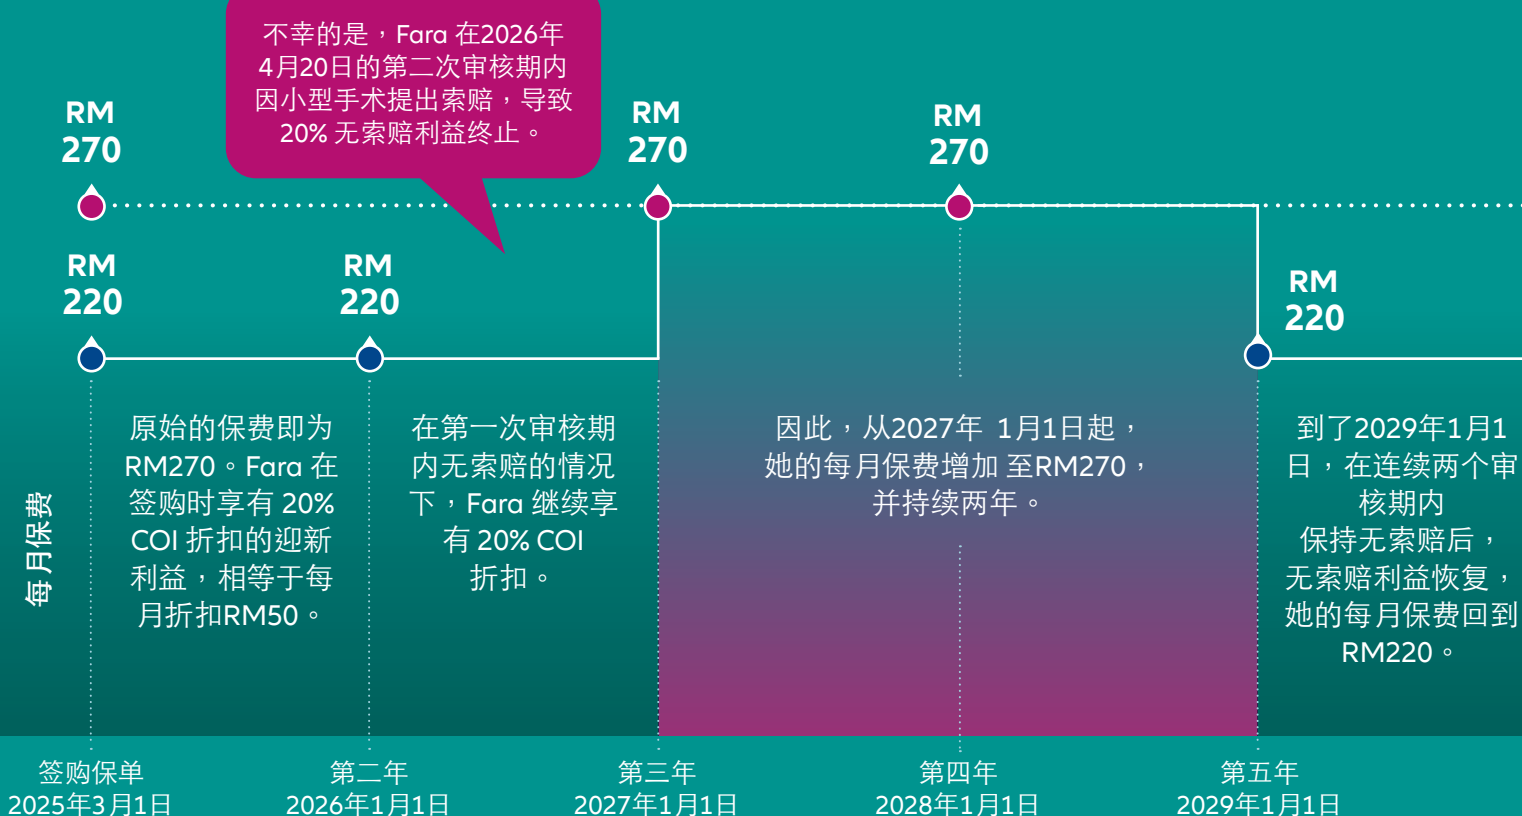 不幸的是，Fara 在2026年
4月20日的第二次审核期内
因小型手术提出索赔，导致
20% 无索赔利益终止。
RM
270
RM
270
RM
270
RM
220
RM
220
RM
220
每月保费
原始的保费即为
RM270。Fara 在
签购时享有 20%
COI 折扣的迎新
利益，相等于每
月折扣RM50。
在第一次审核期
内无索赔的情况
下，Fara 继续享
有 20% COI
折扣。
因此，从2027年 1月1日起，
她的每月保费增加 至RM270，
并持续两年。
到了2029年1月1
日，在连续两个审
核期内
保持无索赔后，
无索赔利益恢复，
她的每月保费回到
RM220。
签购保单
2025年3月1日
第二年
2026年1月1日
第三年
2027年1月1日
第四年
2028年1月1日
第五年
2029年1月1日